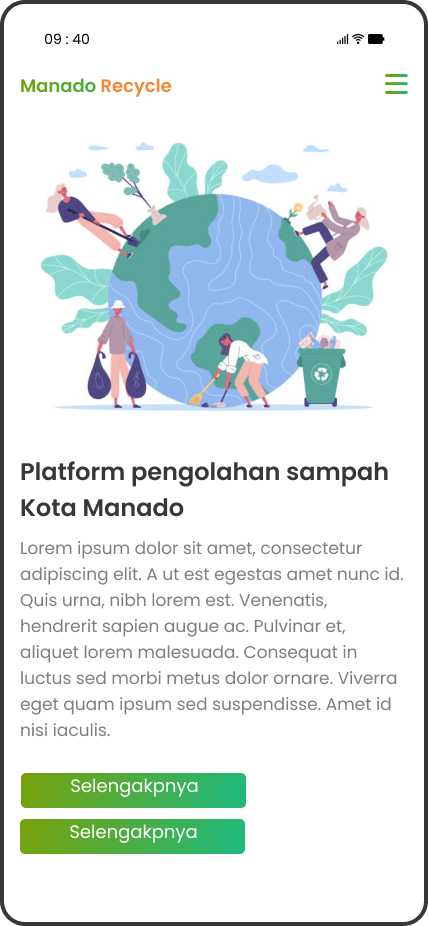 09 : 40
Manado Recycle
Platform pengolahan sampah
Kota Manado
Lorem ipsum dolor sit amet, consectetur
adipiscing elit. A ut est egestas amet nunc id.
Quis urna, nibh lorem est. Venenatis,
hendrerit sapien augue ac. Pulvinar et,
aliquet lorem malesuada. Consequat in
luctus sed morbi metus dolor ornare. Viverra
eget quam ipsum sed suspendisse. Amet id
nisi iaculis.
Selengakpnya
Selengakpnya